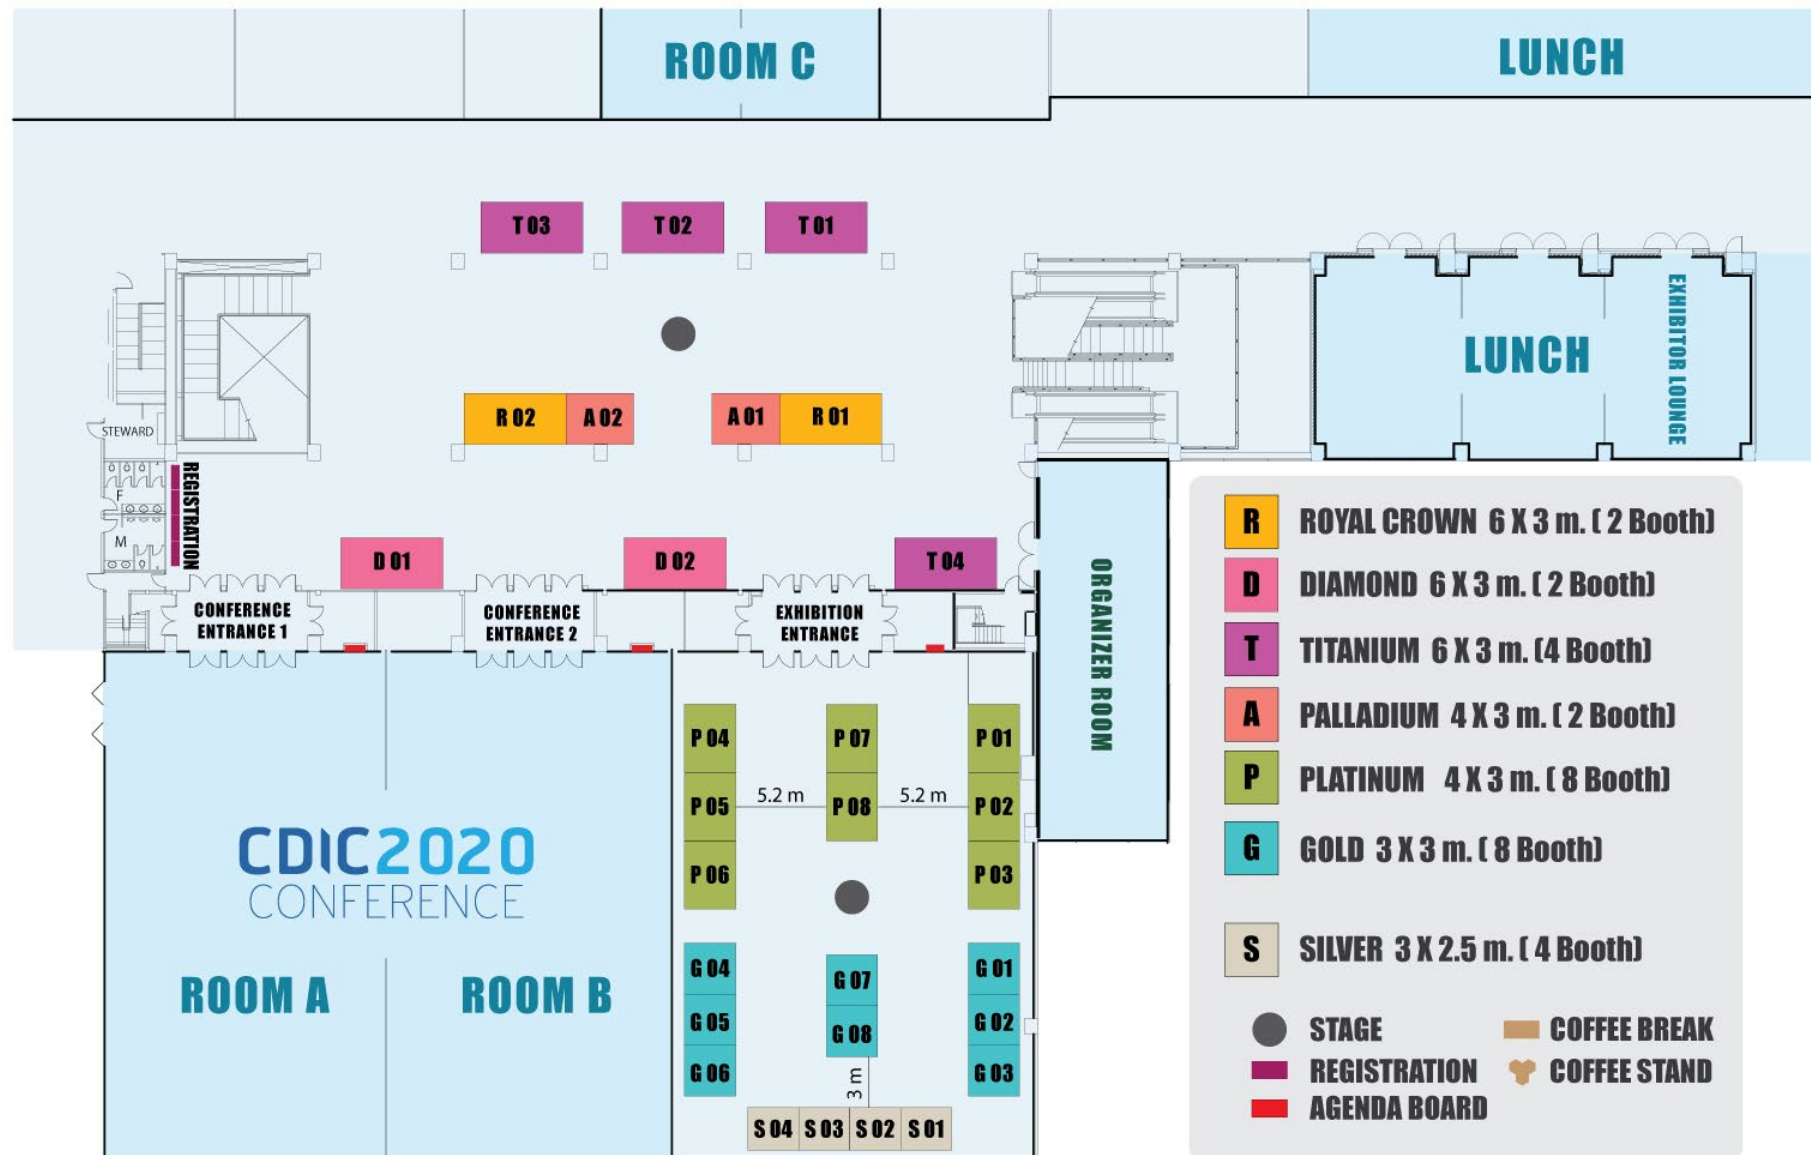 ROOM C
LUNCH
T 03
T 02
T 01
R 02
A 02
A 01
R 01
STEWARD
F
M
REGISTRATION
LUNCH
EXHIBITOR LOUNGE
D 01
D 02
T 04
CONFERENCE
ENTRANCE 1
CONFERENCE
ENTRANCE 2
EXHIBITION
ENTRANCE
ORGANIZER ROOM
P 04
P 07
P 01
P 05
5.2 m
P 08
5.2 m
P 02
P 06
P 03
CDIC2020
CONFERENCE
ROOM A
ROOM B
G 04
G 07
G 01
G 05
G 08
G 02
G 06
3 m
G 03
S 04
S 03
S 02
S 01
R ROYAL CROWN 6 X 3 m. ( 2 Booth)
D DIAMOND 6 X 3 m. ( 2 Booth)
T TITANIUM 6 X 3 m. (4 Booth)
A PALLADIUM 4 X 3 m. ( 2 Booth)
P PLATINUM 4 X 3 m. ( 8 Booth)
G GOLD 3 X 3 m. ( 8 Booth)
S SILVER 3 X 2.5 m. ( 4 Booth)
STAGE
COFFEE BREAK
REGISTRATION
COFFEE STAND
AGENDA BOARD